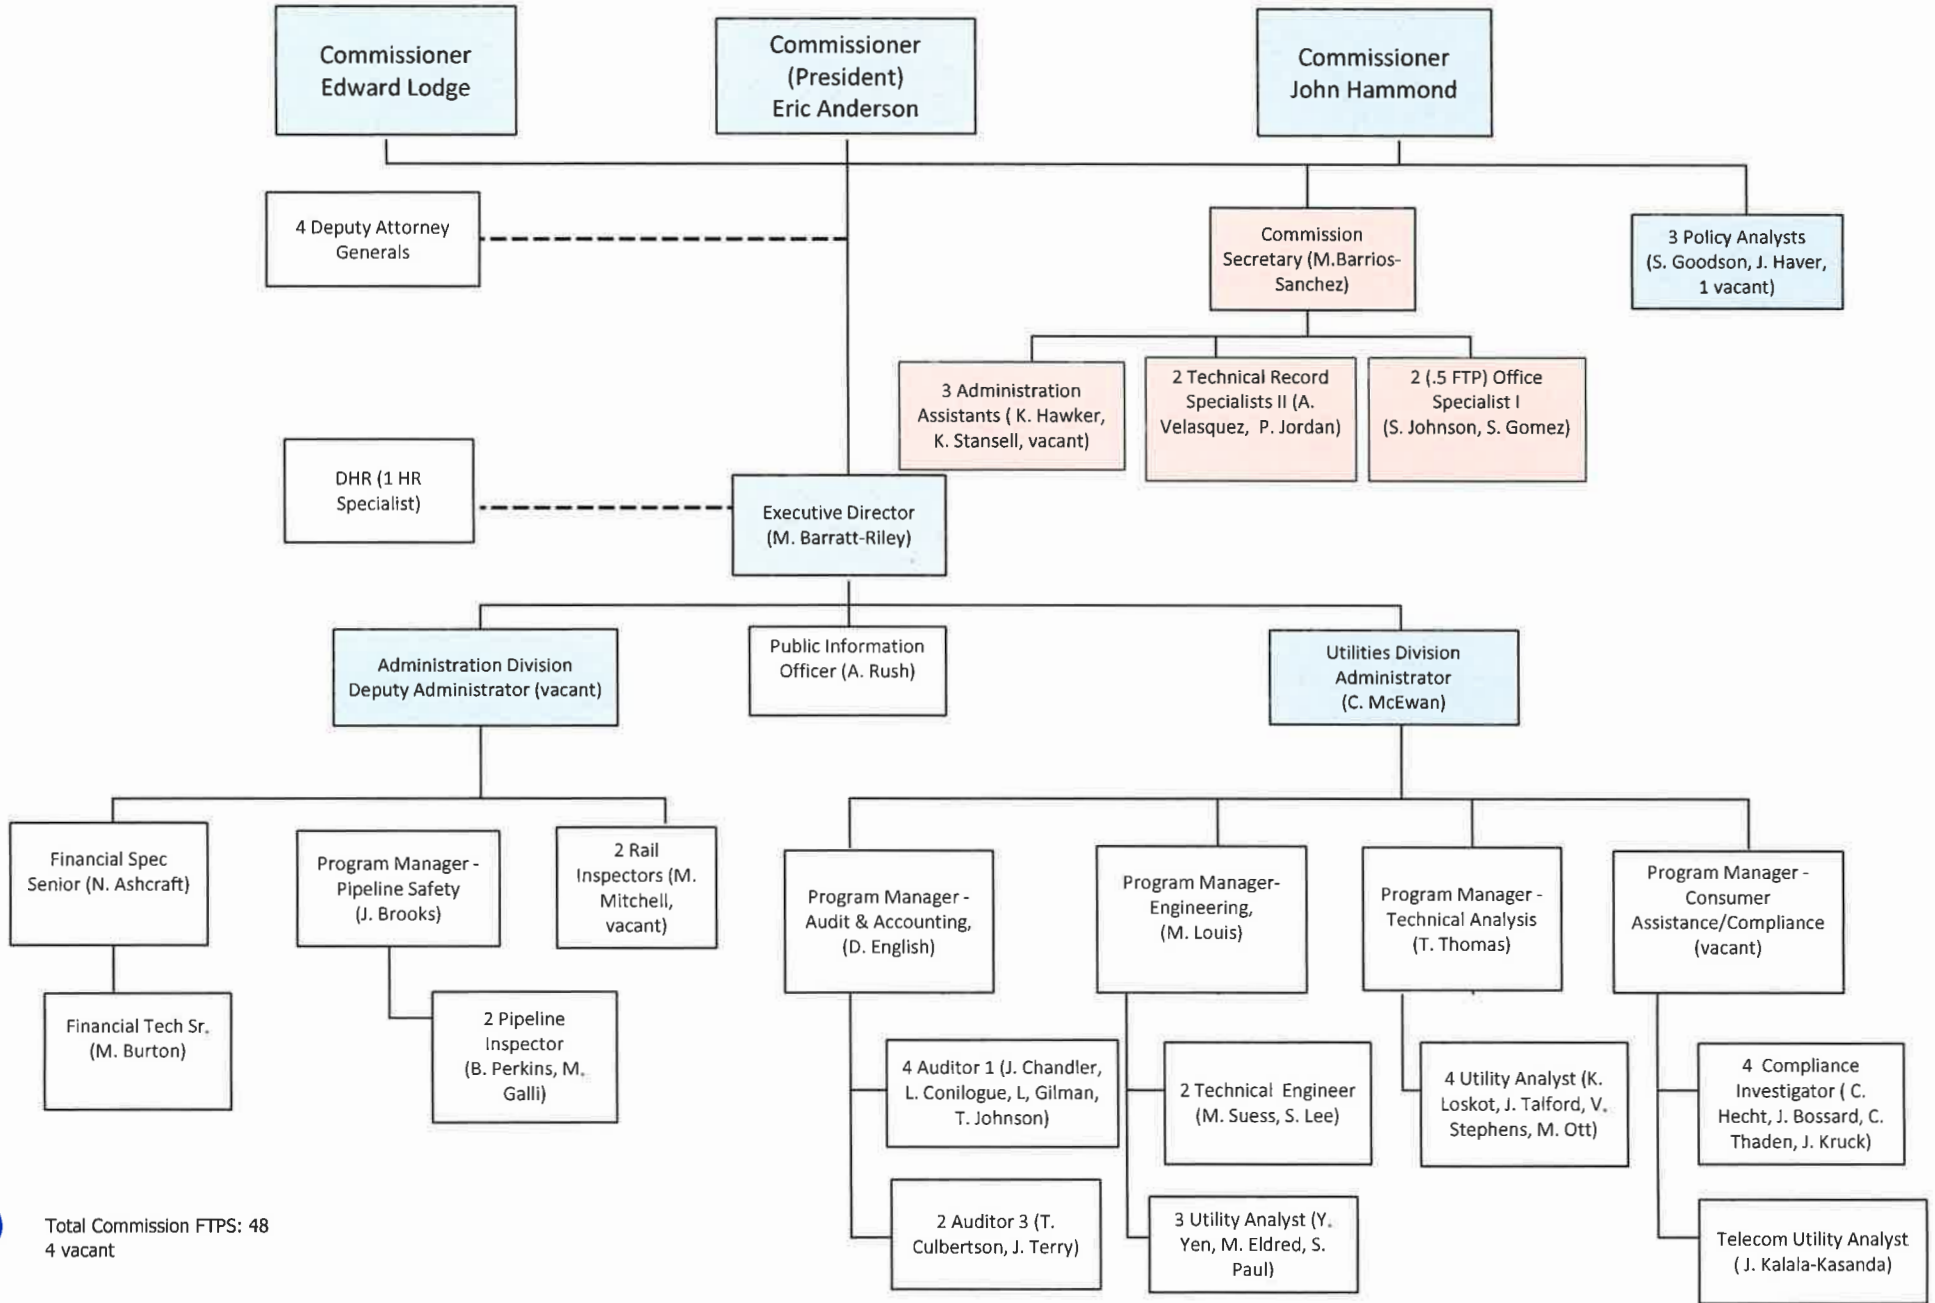 Commissioner
Edward Lodge
Commissioner
(President)
Eric Anderson
Commissioner
John Hammond
4 Deputy Attorney
Generals
Commission
Secretary (M.Barrios-
Sanchez)
3 Policy Analysts
(S. Goodson, J. Haver,
1 vacant)
3 Administration
Assistants ( K. Hawker,
K. Stansell, vacant)
2 Technical Record
Specialists II (A.
Velasquez, P. Jordan)
2 (.5 FTP) Office
Specialist I
(S. Johnson, S. Gomez)
DHR (1 HR
Specialist)
Executive Director
(M. Barratt-Riley)
Administration Division
Deputy Administrator (vacant)
Public Information
Officer (A. Rush)
Utilities Division
Administrator
(C. McEwan)
Financial Spec
Senior (N. Ashcraft)
Program Manager -
Pipeline Safety
(J. Brooks)
2 Rail
Inspectors (M.
Mitchell,
vacant)
Program Manager -
Audit & Accounting,
(D. English)
Program Manager-
Engineering,
(M. Louis)
Program Manager -
Technical Analysis
(T. Thomas)
Program Manager -
Consumer
Assistance/Compliance
(vacant)
Financial Tech Sr.
(M. Burton)
2 Pipeline
Inspector
(B. Perkins, M.
Galli)
4 Auditor 1 (J. Chandler,
L. Conilogue, L, Gilman,
T. Johnson)
2 Technical Engineer
(M. Suess, S. Lee)
4 Utility Analyst (K.
Loskot, J. Talford, V.
Stephens, M. Ott)
4 Compliance
Investigator ( C.
Hecht, J. Bossard, C.
Thaden, J. Kruck)
2 Auditor 3 (T.
Culbertson, J. Terry)
3 Utility Analyst (Y.
Yen, M. Eldred, S.
Paul)
Telecom Utility Analyst
( J. Kalala-Kasanda)
Total Commission FTPS: 48
4 vacant